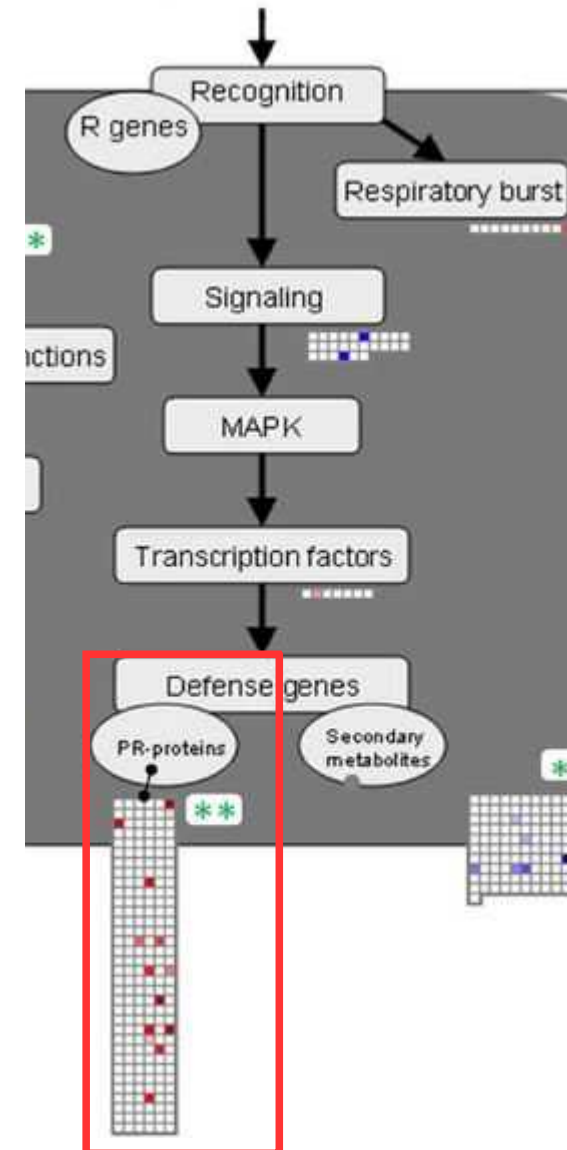 Recognition
R genes
Respiratory burst
*
Signaling
nctions
MAPK
Transcription factors
Defense genes
PR-proteins
Secondary
metabolites
**
*